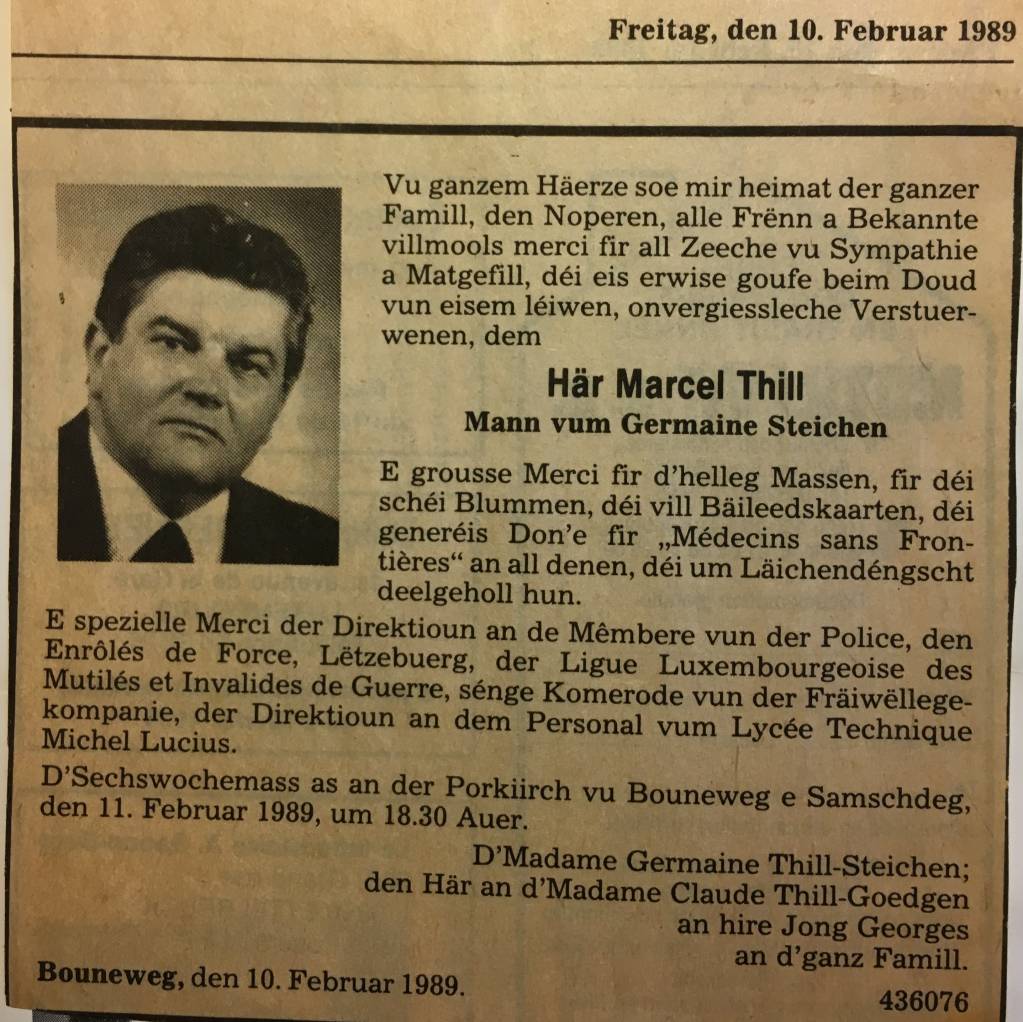 Freitag, den 10. Februar 1989
Vu ganzem Häerze soe mir heimat der ganzer
Famill, den Noperen, alle Frënn a Bekannte
villmools merci fir all Zeeche vu Sympathie
a Matgefill, déi eis erwise goufe beim Doud
vun eisem léiwen, onvergiessleche Verstuer-
wenen, dem
Här Marcel Thill
Mann vum Germaine Steichen
E grousse Merci fir d'helleg Massen, fir déi
schéi Blummen, déi vill Bäileedskaarten, déi
generéis Don'e fir „Médecins sans Fron-
tières“ an all denen, déi um Läichendéngscht
deelgeholl hun.
E spezielle Merci der Direktioun an de Mêmbere vun der Police, den
Enrôlés de Force, Lëtzebuerg, der Ligue Luxembourgeoise des
Mutilés et Invalides de Guerre, sénge Komerode vun der Fräiwëllege-
kompanie, der Direktioun an dem Personal vum Lycée Technique
Michel Lucius.
D'Sechswochemass as an der Porkiirch vu Bouneweg e Samschdeg,
den 11. Februar 1989, um 18.30 Auer.
D'Madame Germaine Thill-Steichen;
den Här an d'Madame Claude Thill-Goedgen
an hire Jong Georges
an d'ganz Famill.
Bouneweg, den 10. Februar 1989.
436076